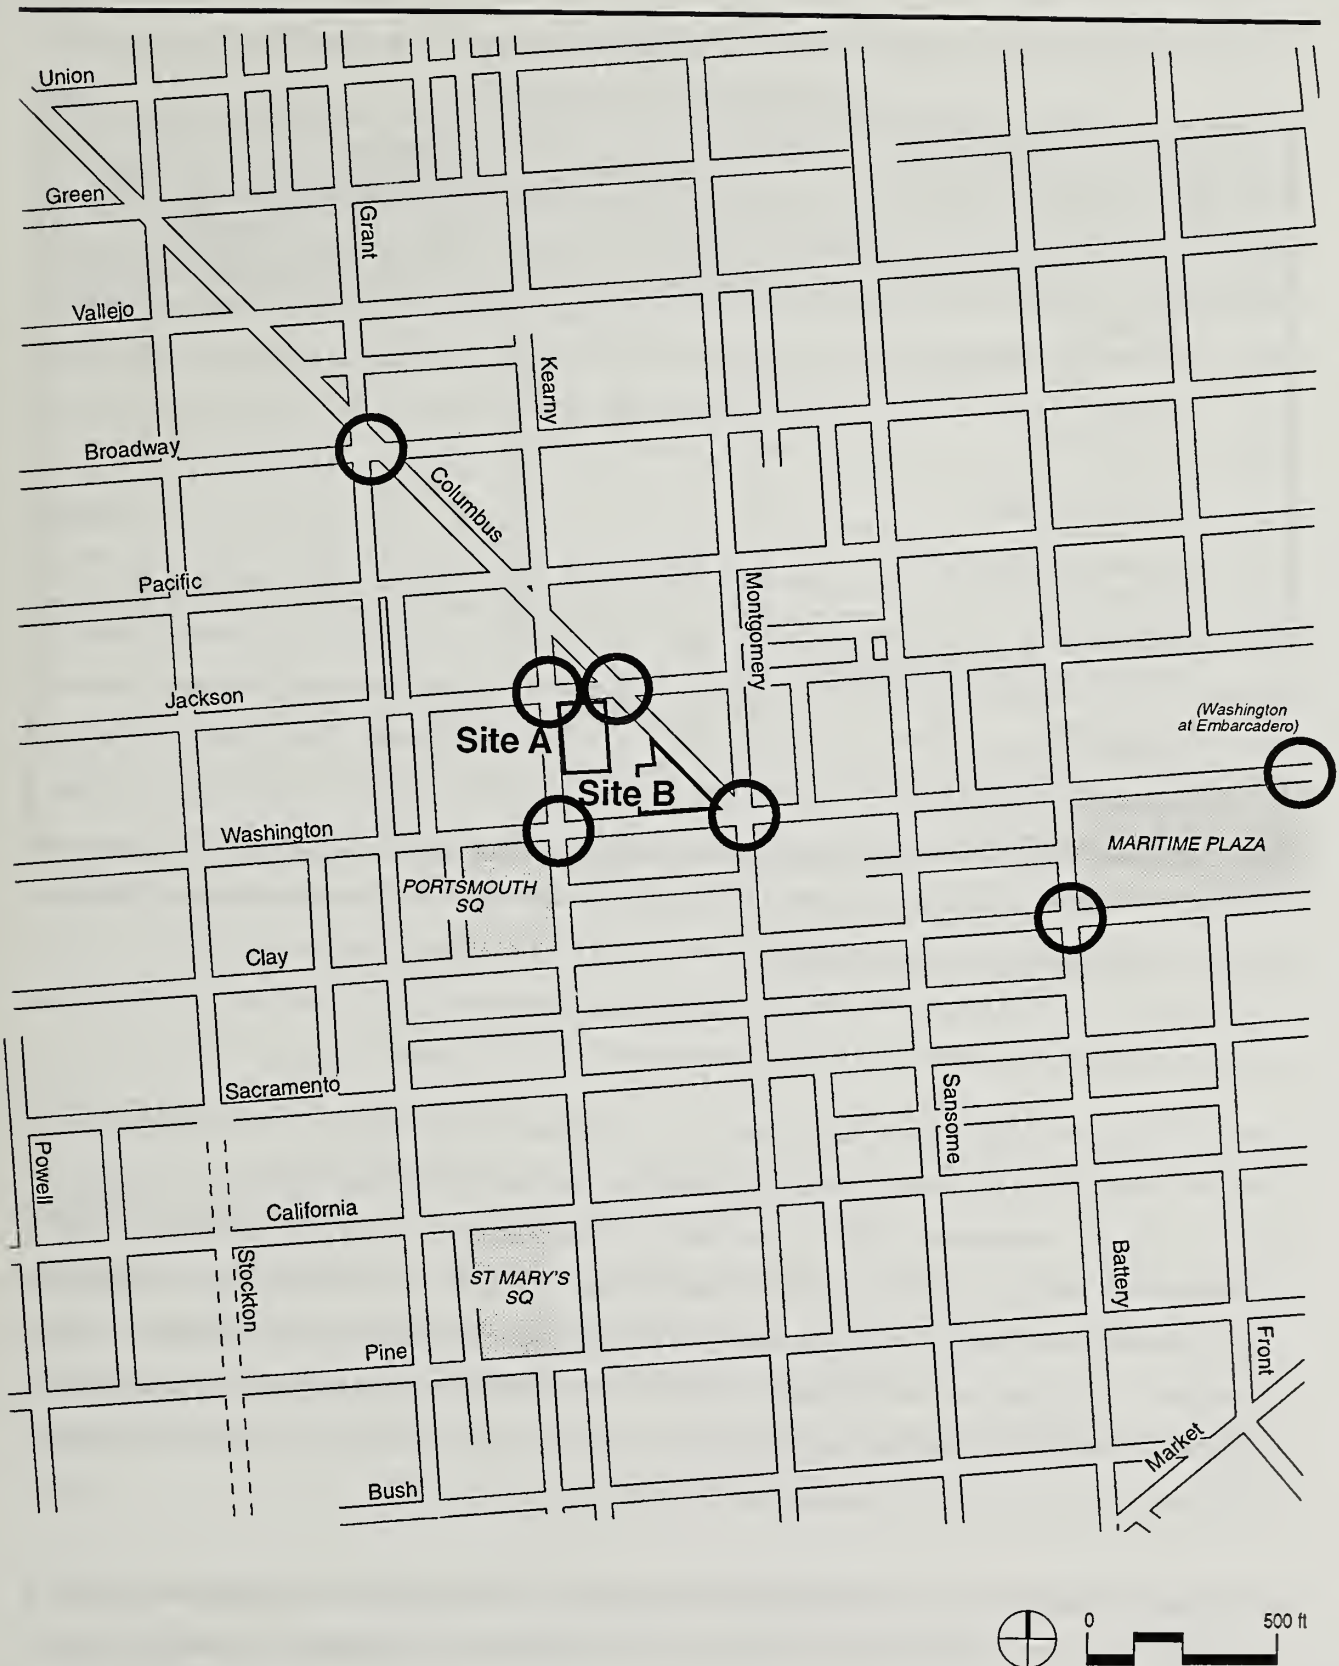 Union
Green
Grant
Vallejo
Kearny
Broadway
Columbus
Pacific
Montgomery
Jackson
(Washington
at Embarcadero)
Site A
Site B
Washington
MARITIME PLAZA
PORTSMOUTH
SQ
Clay
Sacramento
Sansome
Powell
California
Stockton
Battery
ST MARY'S
SQ
Pine
Front
Market
Bush
0
500 ft